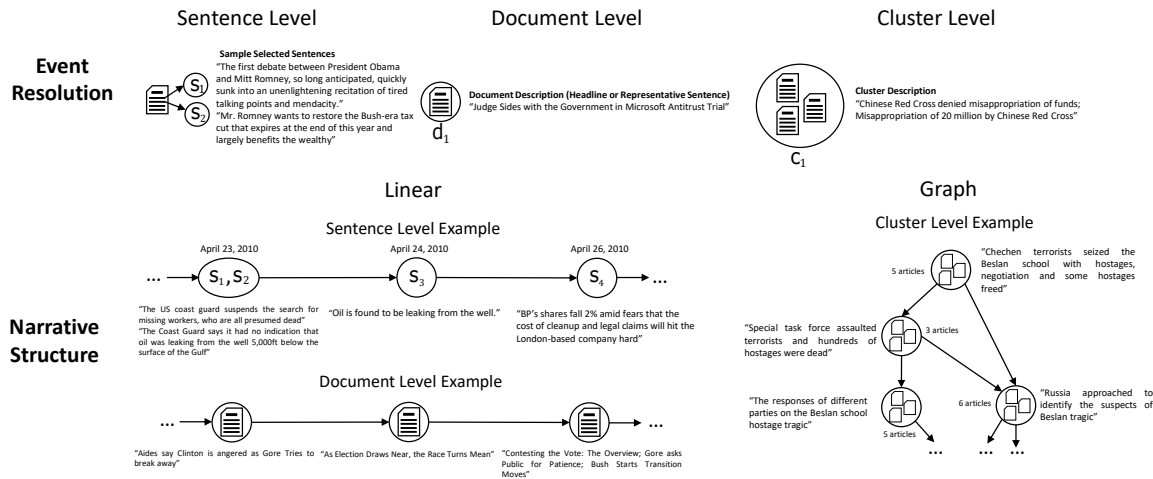 Sentence Level
Document Level
Cluster Level
Event
Resolution
Sample Selected Sentences
"The first debate between President Obama
and Mitt Romney, so long anticipated, quickly
sunk into an unenlightening recitation of tired
talking points and mendacity."
"Mr. Romney wants to restore the Bush-era tax
cut that expires at the end of this year and
largely benefits the wealthy"
S1
S2
Document Description (Headline or Representative Sentence)
"Judge Sides with the Government in Microsoft Antitrust Trial"
d1
Cluster Description
"Chinese Red Cross denied misappropriation of funds;
Misappropriation of 20 million by Chinese Red Cross"
C1
Narrative
Structure
Linear
Sentence Level Example
April 23, 2010
April 24, 2010
April 26, 2010
...
S1,S2
S3
S4
...
"The US coast guard suspends the search for
missing workers, who are all presumed dead"
"The Coast Guard says it had no indication that
oil was leaking from the well 5,000ft below the
surface of the Gulf"
"Oil is found to be leaking from the well."
"BP's shares fall 2% amid fears that the
cost of cleanup and legal claims will hit the
London-based company hard"
Document Level Example
...
...
"Aides say Clinton is angered as Gore Tries to
break away"
"As Election Draws Near, the Race Turns Mean"
"Contesting the Vote: The Overview; Gore asks
Public for Patience; Bush Starts Transition
Moves"
Graph
Cluster Level Example
5 articles
"Chechen terrorists seized the
Beslan school with hostages,
negotiation and some hostages
freed"
"Special task force assaulted
terrorists and hundreds of
hostages were dead"
3 articles
"The responses of different
parties on the Beslan school
hostage tragic"
5 articles
6 articles
"Russia approached to
identify the suspects of
Beslan tragic"
...
...
...